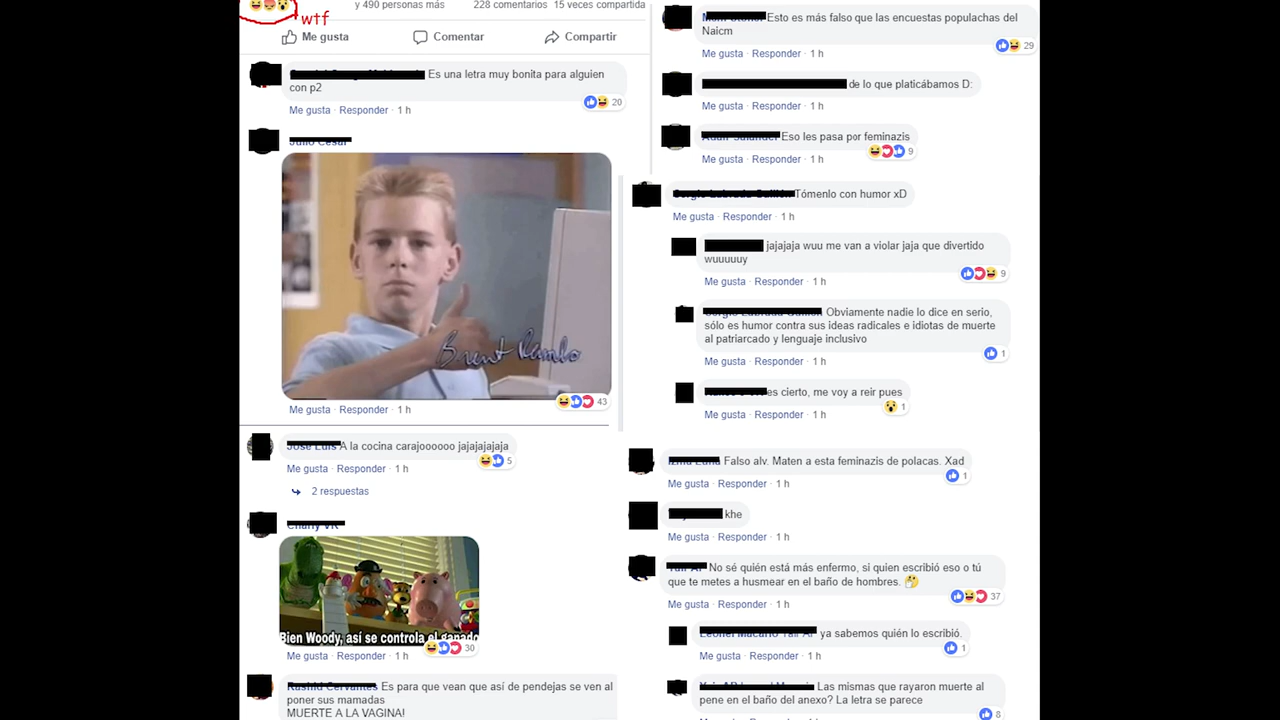 wtf
y 490 personas más
228 comentarios 15 veces compartida
Me gusta
Comentar
Compartir
Es una letra muy bonita para alguien
con p2
20
Me gusta · Responder · 1 h
Brent Rambo
43
Me gusta · Responder · 1 h
A la cocina carajoooooo jajajajajaja
5
Me gusta · Responder · 1 h
2 respuestas
Bien Woody, así se controla el ganado
30
Me gusta · Responder · 1 h
Es para que vean que así de pendejas se ven al
poner sus mamadas
MUERTE A LA VAGINA!
Esto es más falso que las encuestas populachas del
Naicm
29
Me gusta · Responder · 1 h
de lo que platicábamos D:
Me gusta · Responder · 1 h
Eso les pasa por feminazis
9
Me gusta · Responder · 1 h
Tómenlo con humor xD
Me gusta · Responder · 1 h
jajajaja wuu me van a violar jaja que divertido
wuuuuuy
9
Me gusta · Responder · 1 h
Obviamente nadie lo dice en serio,
sólo es humor contra sus ideas radicales e idiotas de muerte
al patriarcado y lenguaje inclusivo
1
Me gusta · Responder · 1 h
es cierto, me voy a reir pues
1
Me gusta · Responder · 1 h
Falso alv. Maten a esta feminazis de polacas. Xad
1
Me gusta · Responder · 1 h
khe
Me gusta · Responder · 1 h
No sé quién está más enfermo, si quien escribió eso o tú
que te metes a husmear en el baño de hombres.
37
Me gusta · Responder · 1 h
ya sabemos quién lo escribió.
1
Me gusta · Responder · 1 h
Las mismas que rayaron muerte al
pene en el baño del anexo? La letra se parece
8